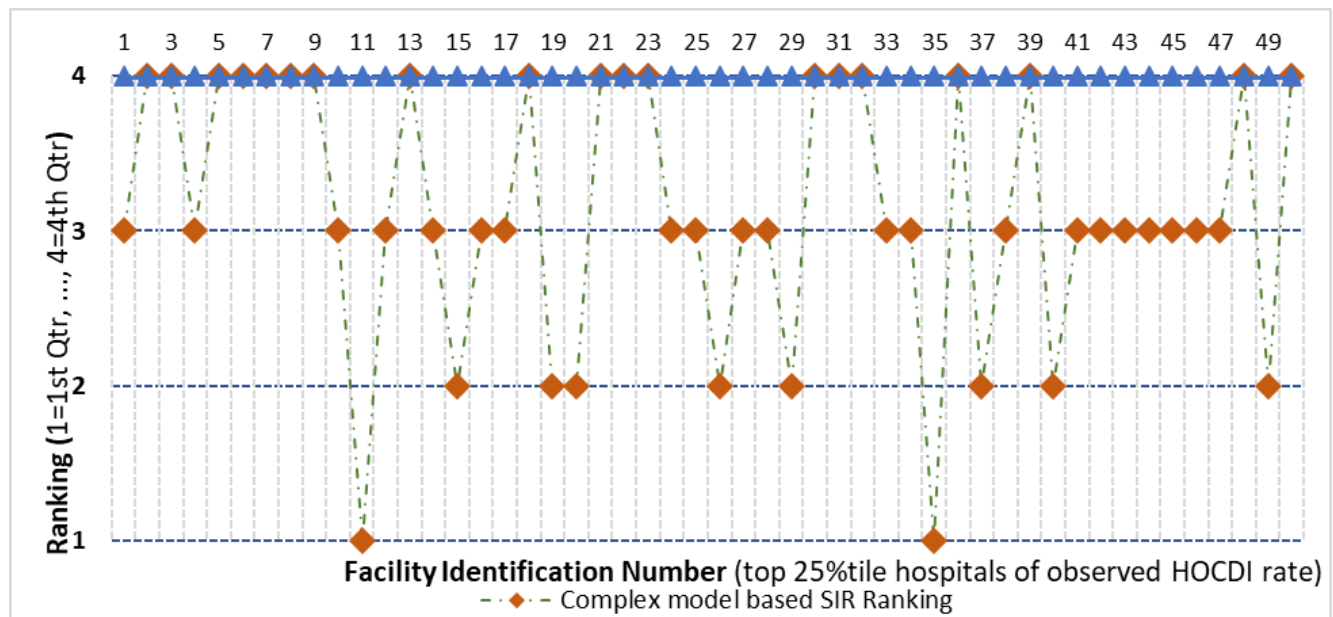 1 3 5 7 9 11 13 15 17 19 21 23 25 27 29 31 33 35 37 39 41 43 45 47 49
4
3
2
1
Ranking (1=1st Qtr, ..., 4=4th Qtr)
Facility Identification Number (top 25%tile hospitals of observed HOCDI rate)
Complex model based SIR Ranking